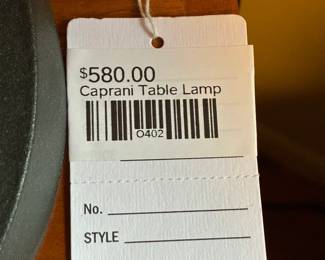 $580.00
Caprani Table Lamp
O402
No.
STYLE